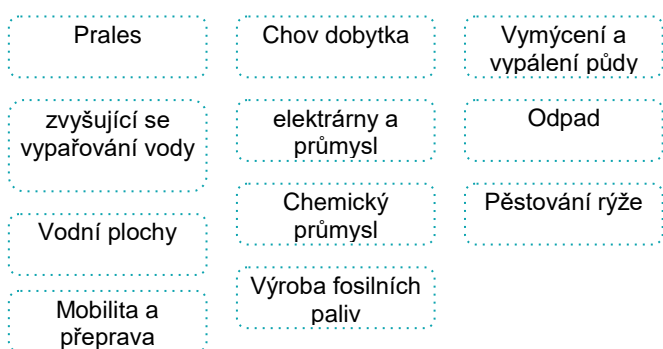 Prales
Chov dobytka
Vymýcení a
vypálení půdy
zvyšující se
vypařování vody
elektrárny a
průmysl
Odpad
Vodní plochy
Chemický
průmysl
Pěstování rýže
Mobilita a
přeprava
Výroba fosilních
paliv